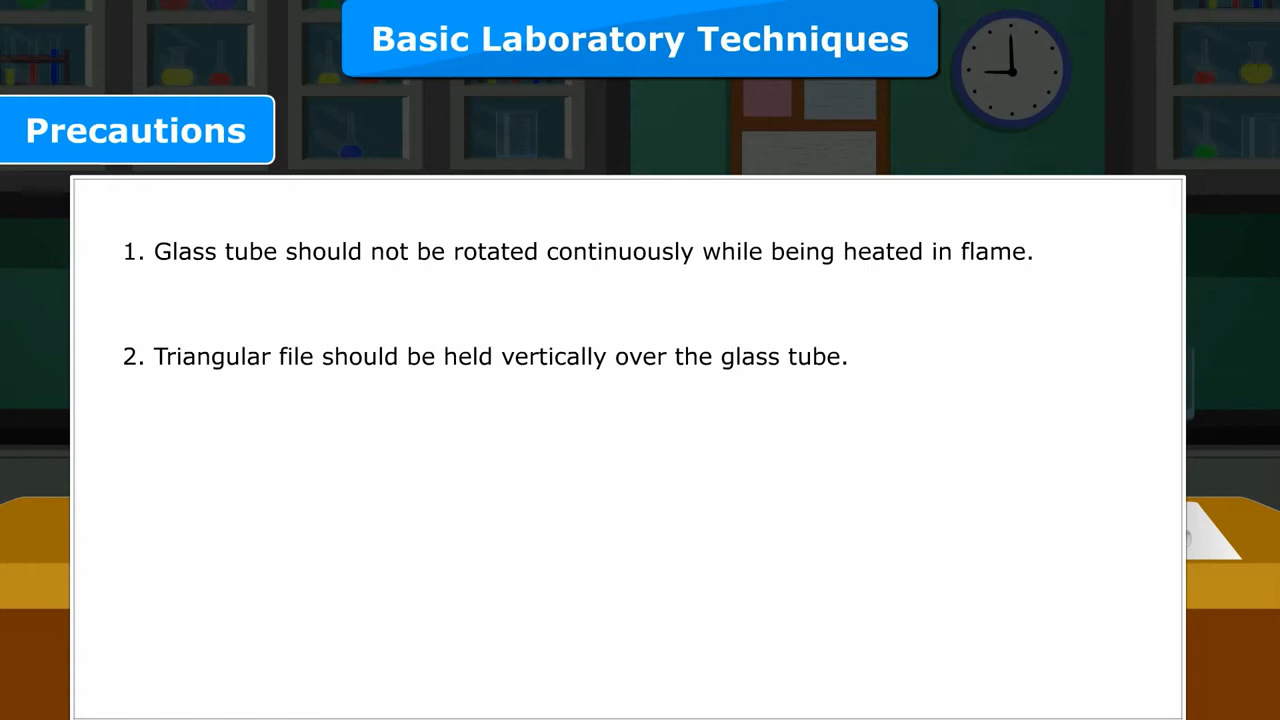 Basic Laboratory Techniques
Precautions
1. Glass tube should not be rotated continuously while being heated in flame.
2. Triangular file should be held vertically over the glass tube.